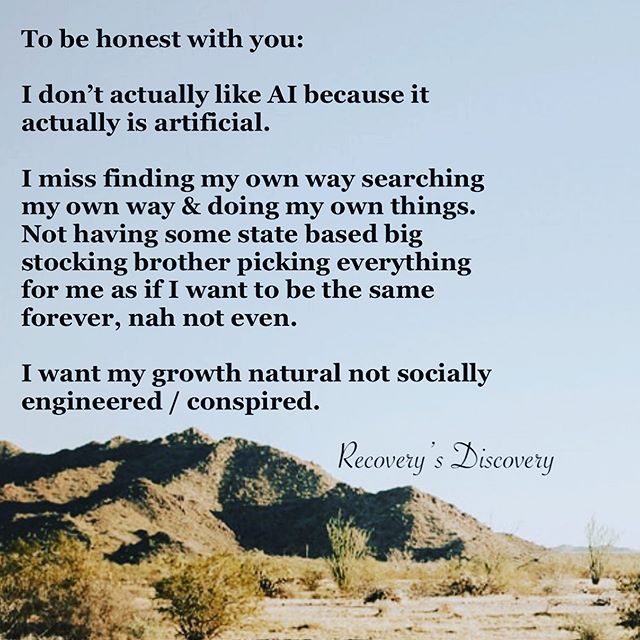 To be honest with you:
I don’t actually like AI because it
actually is artificial.
I miss finding my own way searching
my own way & doing my own things.
Not having some state based big
stocking brother picking everything
for me as if I want to be the same
forever, nah not even.
I want my growth natural not socially
engineered / conspired.
Recovery’s Discovery